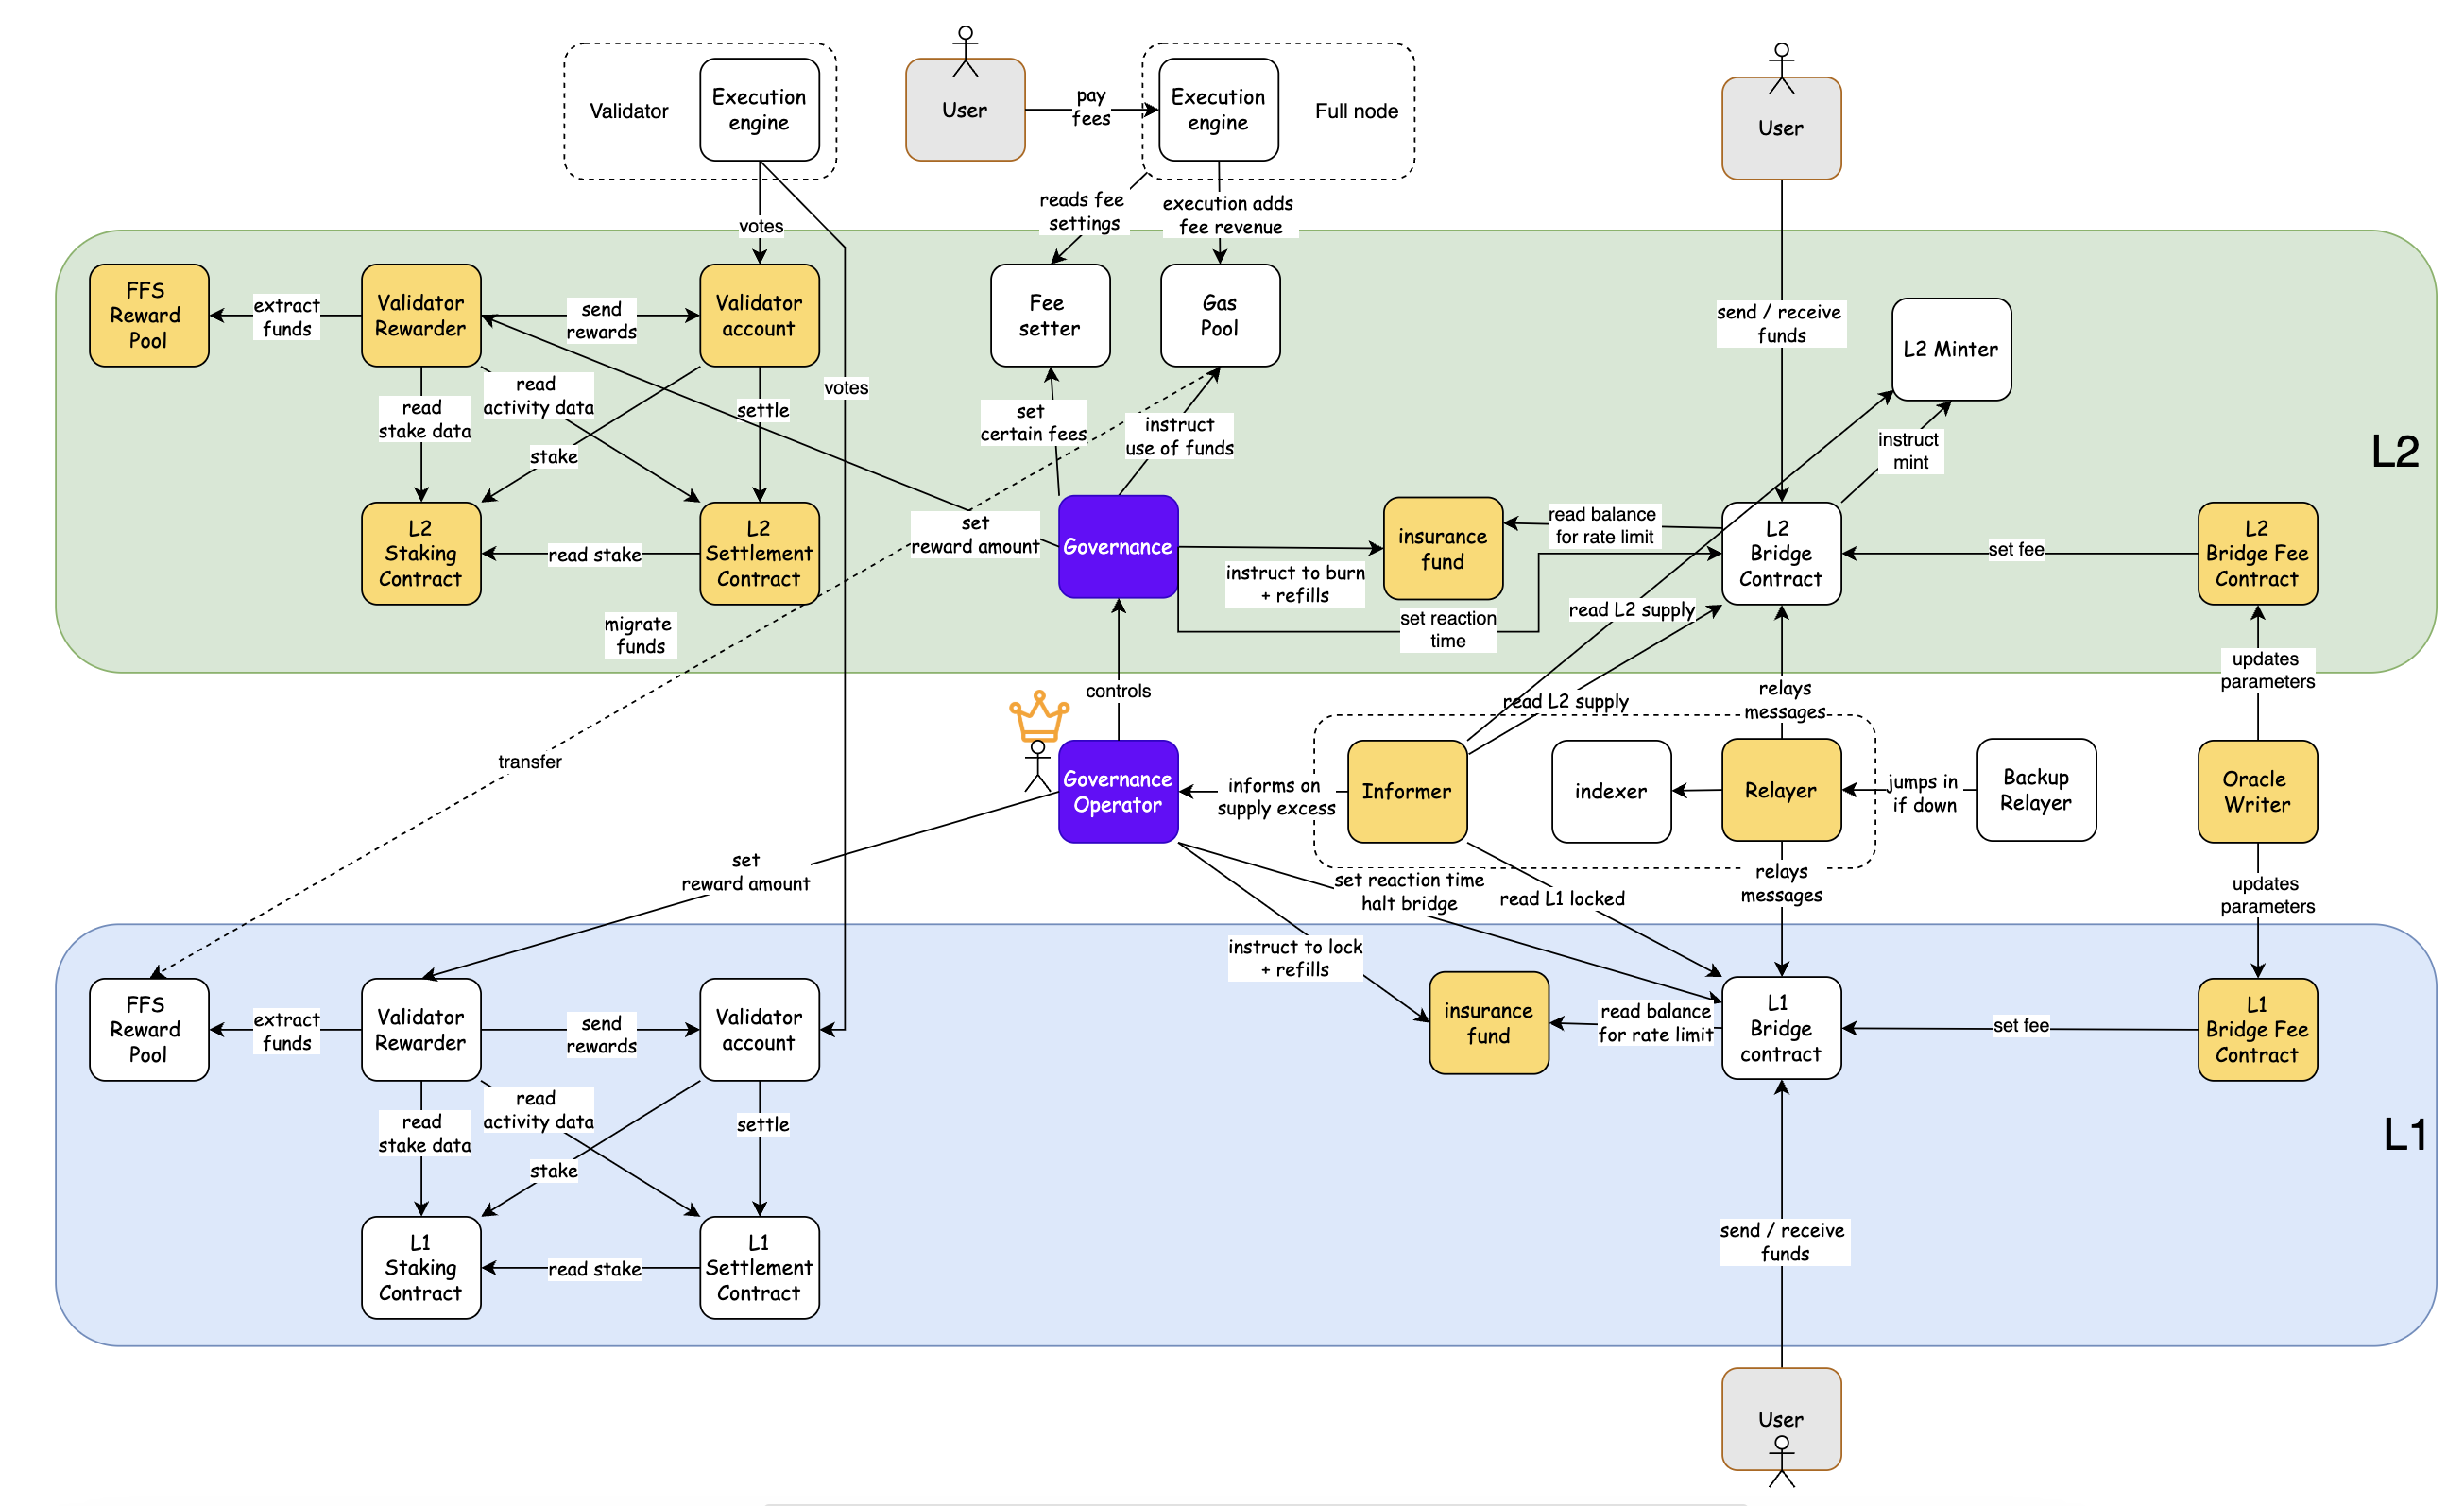 Validator
Execution
engine
User
pay
fees
Execution
engine
Full node
User
reads fee
settings
execution adds
fee revenue
votes
FFS
Reward
Pool
extract
funds
Validator
Rewarder
send
rewards
Validator
account
Fee
setter
Gas
Pool
send / receive
funds
L2 Minter
votes
read
stake data
read
activity data
settle
stake
set
certain fees
instruct
use of funds
instruct
mint
L2
L2
Staking
Contract
read stake
L2
Settlement
Contract
set
reward amount
Governance
insurance
fund
read balance
for rate limit
L2
Bridge
Contract
set fee
L2
Bridge Fee
Contract
instruct to burn
+ refills
read L2 supply
set reaction
time
migrate
funds
controls
read L2 supply
relays
messages
updates
parameters
transfer
Governance
Operator
informs on
supply excess
Informer
indexer
Relayer
jumps in
if down
Backup
Relayer
Oracle
Writer
set
reward amount
set reaction time
halt bridge
read L1 locked
relays
messages
updates
parameters
instruct to lock
+ refills
FFS
Reward
Pool
extract
funds
Validator
Rewarder
send
rewards
Validator
account
insurance
fund
read balance
for rate limit
L1
Bridge
contract
set fee
L1
Bridge Fee
Contract
read
stake data
read
activity data
settle
stake
L1
L1
Staking
Contract
read stake
L1
Settlement
Contract
send / receive
funds
User